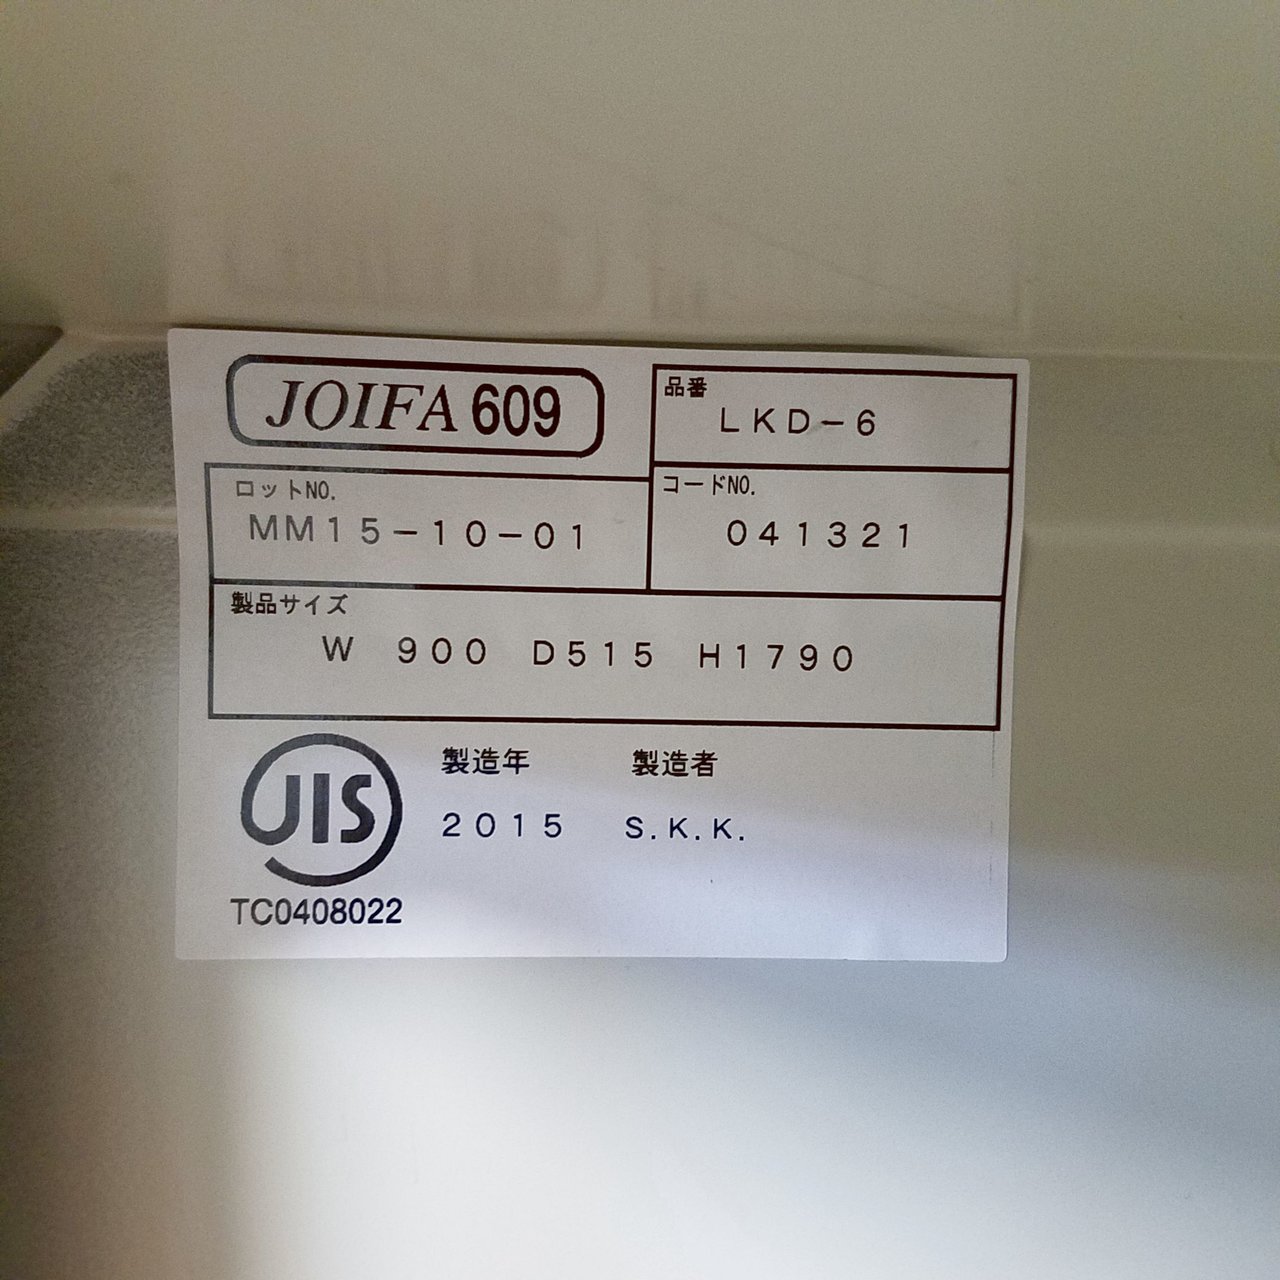 JOIFA 609
品番
LKD-6
ロットNO.
MM15-10-01
コードNO.
041321
製品サイズ
W 900 D515 H1790
JIS
TC0408022
製造年
2015
製造者
S.K.K.